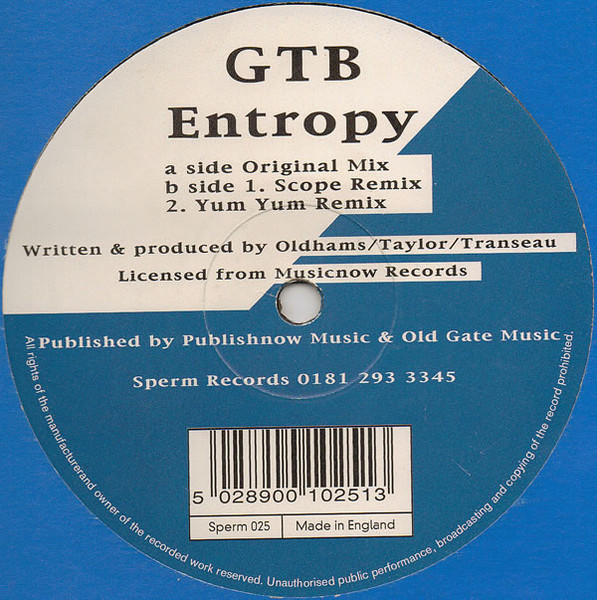 GTB
Entropy
a side Original Mix
b side 1. Scope Remix
2. Yum Yum Remix
Written & produced by Oldhams/Taylor/Transeau
Licensed from Musicnow Records
Published by Publishnow Music & Old Gate Music
Sperm Records 0181 293 3345
5 028900 102513
Sperm 025 Made in England
All rights of the manufacturerand owner of the recorded work reserved. Unauthorised public performance, broadcasting and copying of the record prohibited.